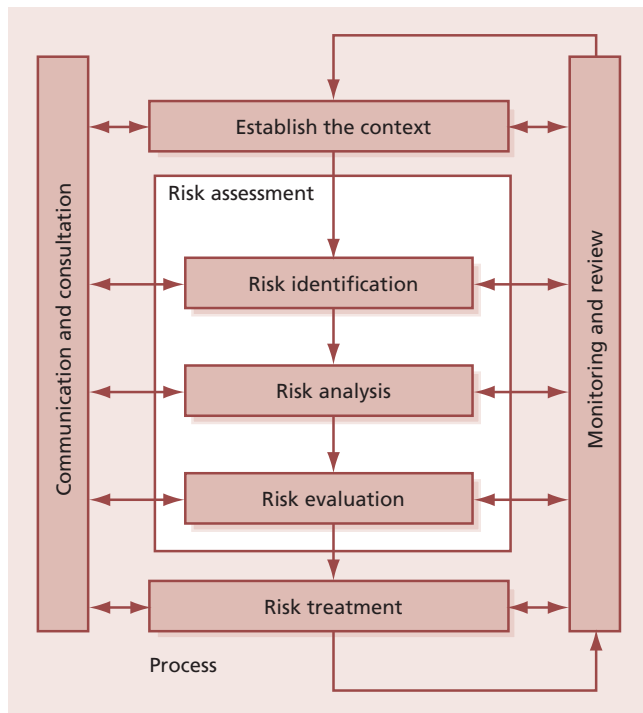 Establish the context
Risk assessment
Risk identification
Risk analysis
Risk evaluation
Risk treatment
Communication and consultation
Monitoring and review
Process